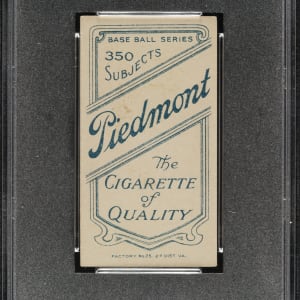 BASE BALL SERIES
350
SUBJECTS
Piedmont
The
CIGARETTE
of
QUALITY
FACTORY No 25, 2nd DIST. VA.